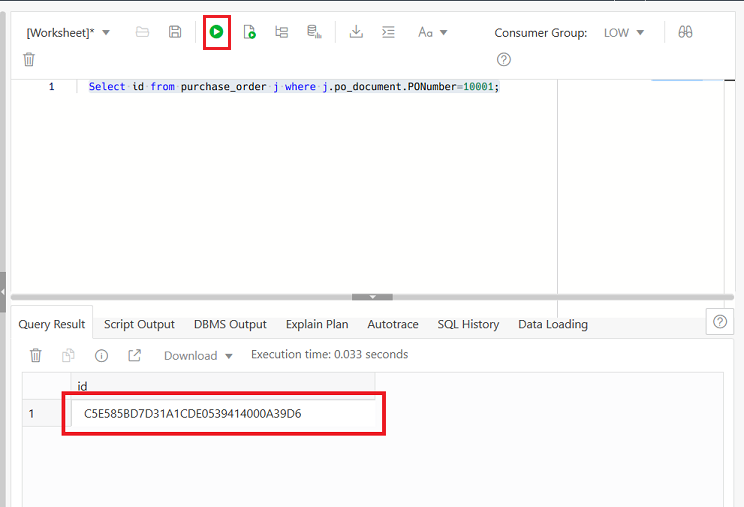 [Worksheet]* Aa Consumer Group: LOW
1 Select id from purchase_order j where j.po_document.PONumber=10001;
Query Result Script Output DBMS Output Explain Plan Autotrace SQL History Data Loading
Download Execution time: 0.033 seconds
id
1 C5E585BD7D31A1CDE0539414000A39D6